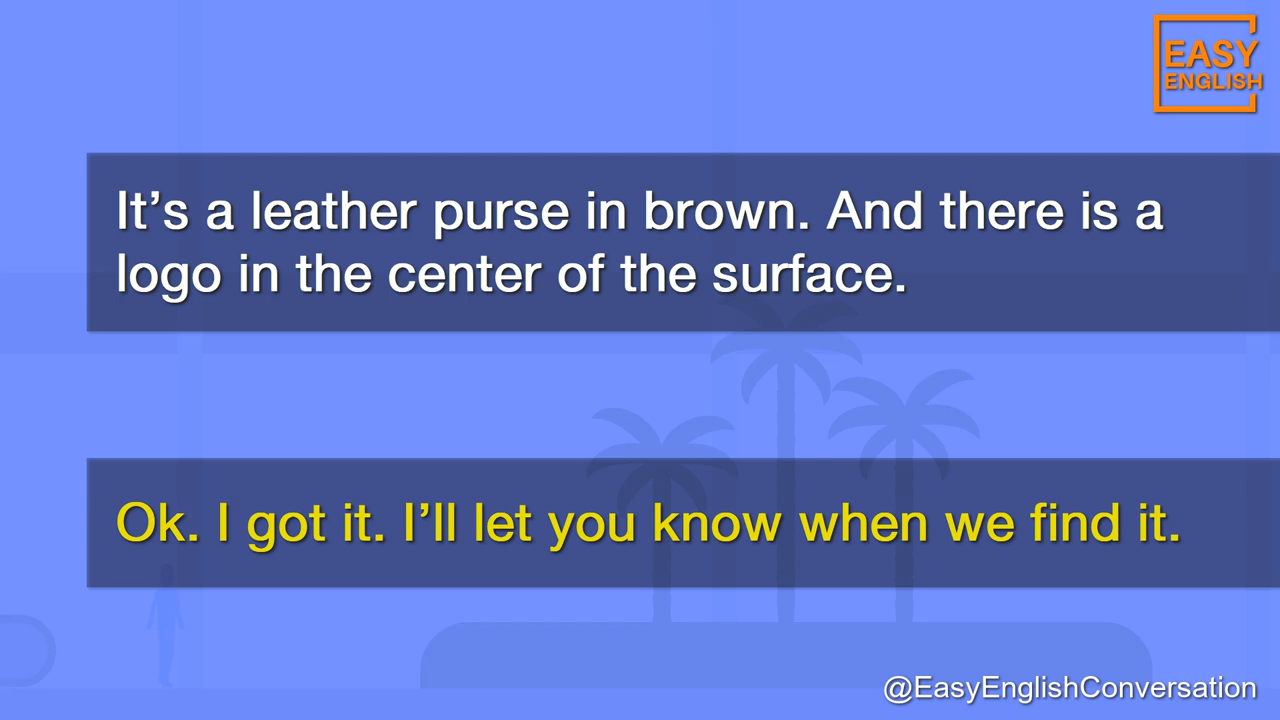 EASY
ENGLISH
It’s a leather purse in brown. And there is a
logo in the center of the surface.
Ok. I got it. I’ll let you know when we find it.
@EasyEnglishConversation